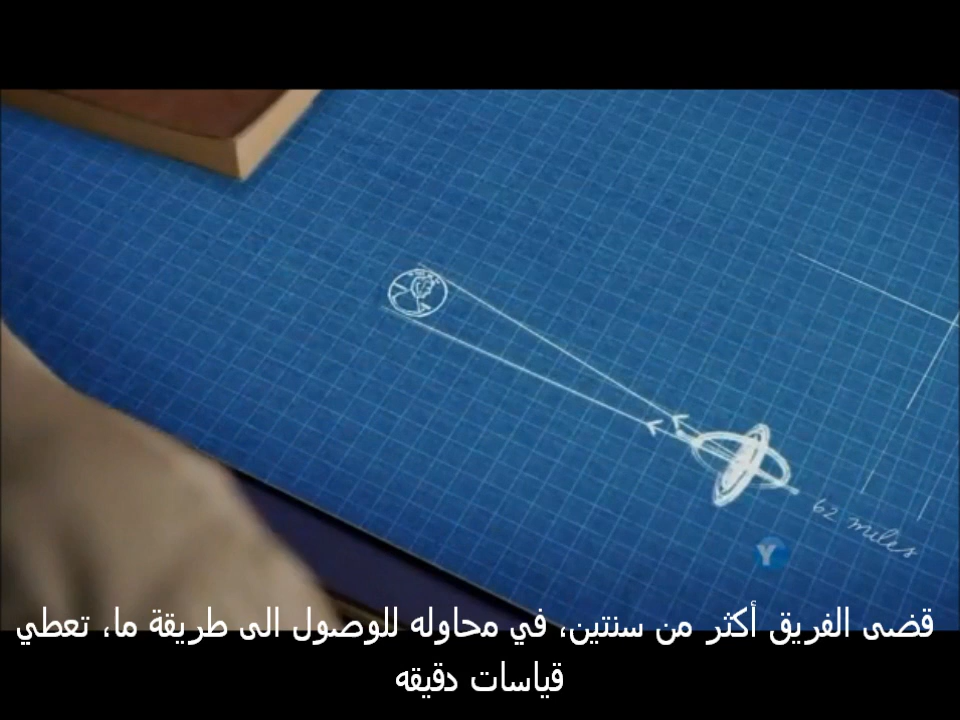 62 miles
Y
قضى الفريق أكثر من سنتين، في محاوله للوصول الى طريقة ما، تعطي
قياسات دقيقه